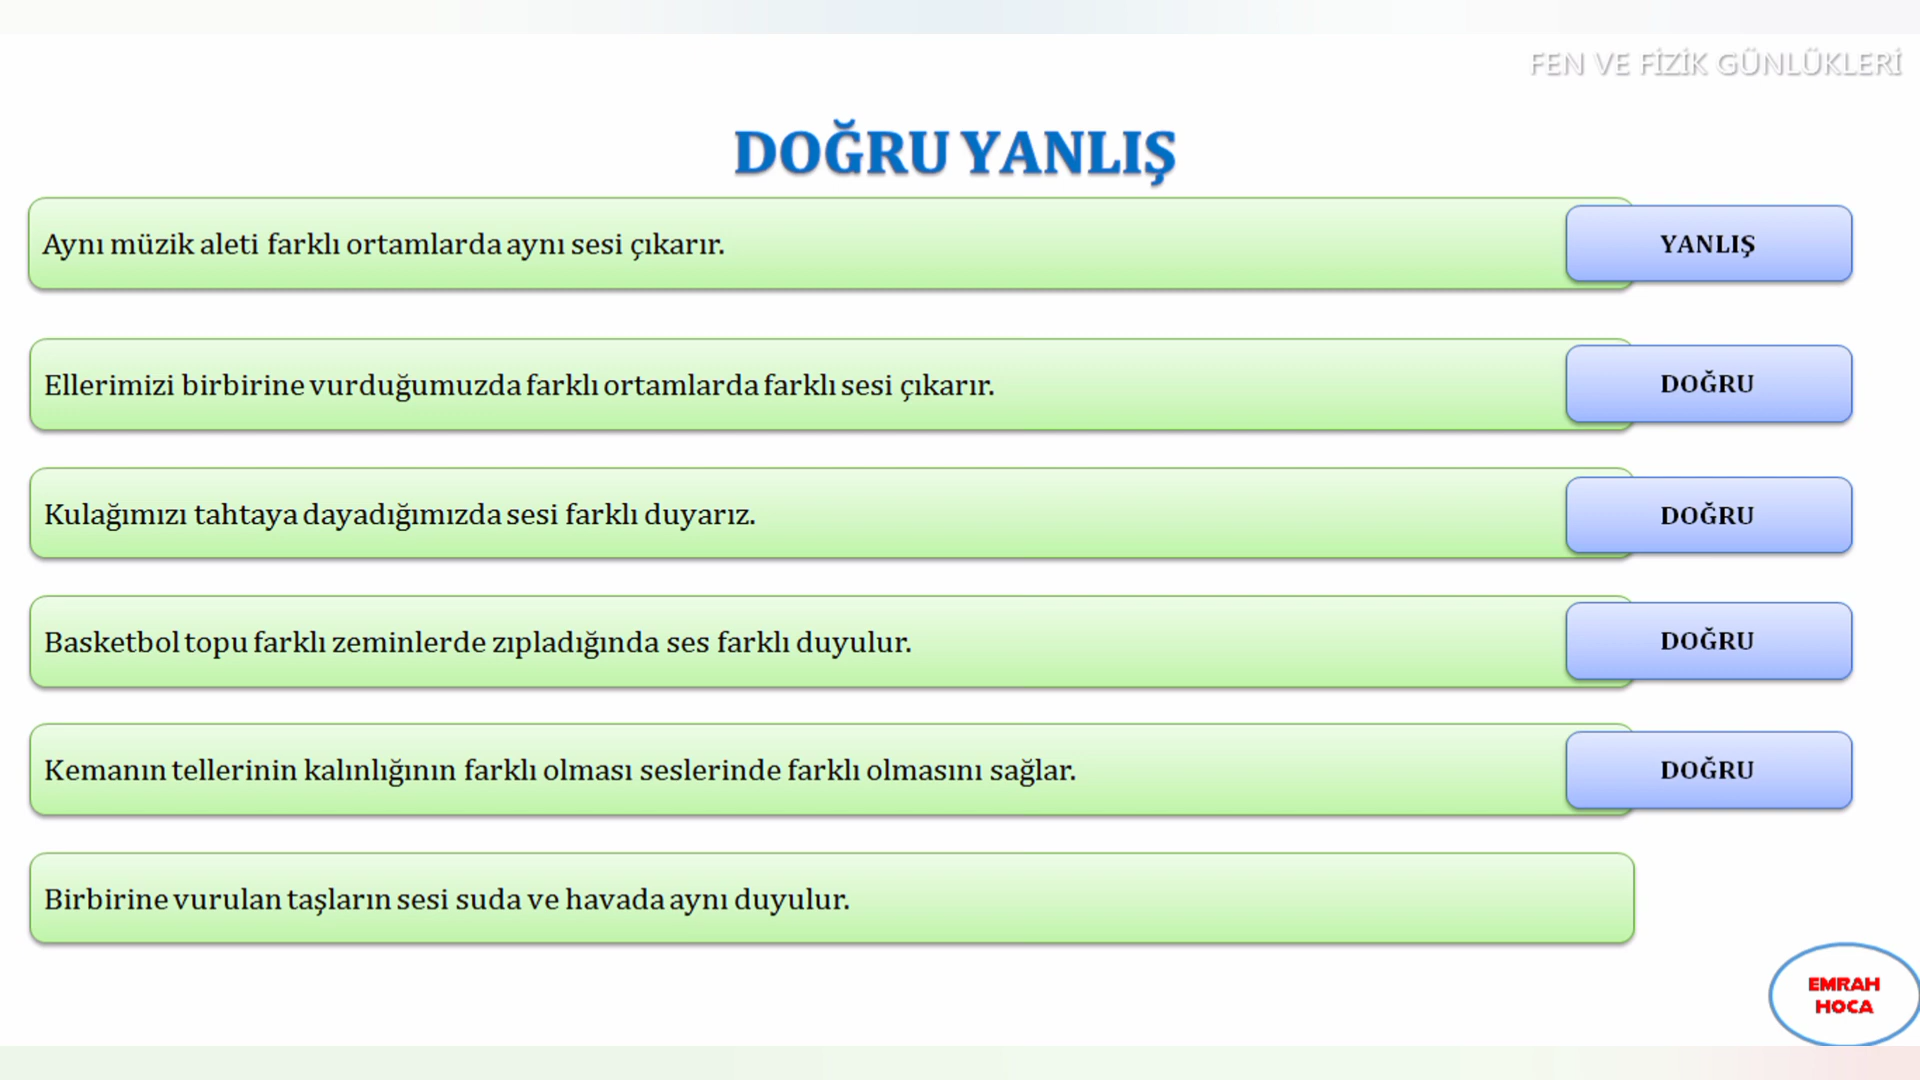 FEN VE FİZİK GÜNLÜKLERİ
DOĞRU YANLIŞ
Aynı müzik aleti farklı ortamlarda aynı sesi çıkarır.
YANLIŞ
Ellerimizi birbirine vurduğumuzda farklı ortamlarda farklı sesi çıkarır.
DOĞRU
Kulağımızı tahtaya dayadığımızda sesi farklı duyarız.
DOĞRU
Basketbol topu farklı zeminlerde zıpladığında ses farklı duyulur.
DOĞRU
Kemanın tellerinin kalınlığının farklı olması seslerinde farklı olmasını sağlar.
DOĞRU
Birbirine vurulan taşların sesi suda ve havada aynı duyulur.
EMRAH
HOCA